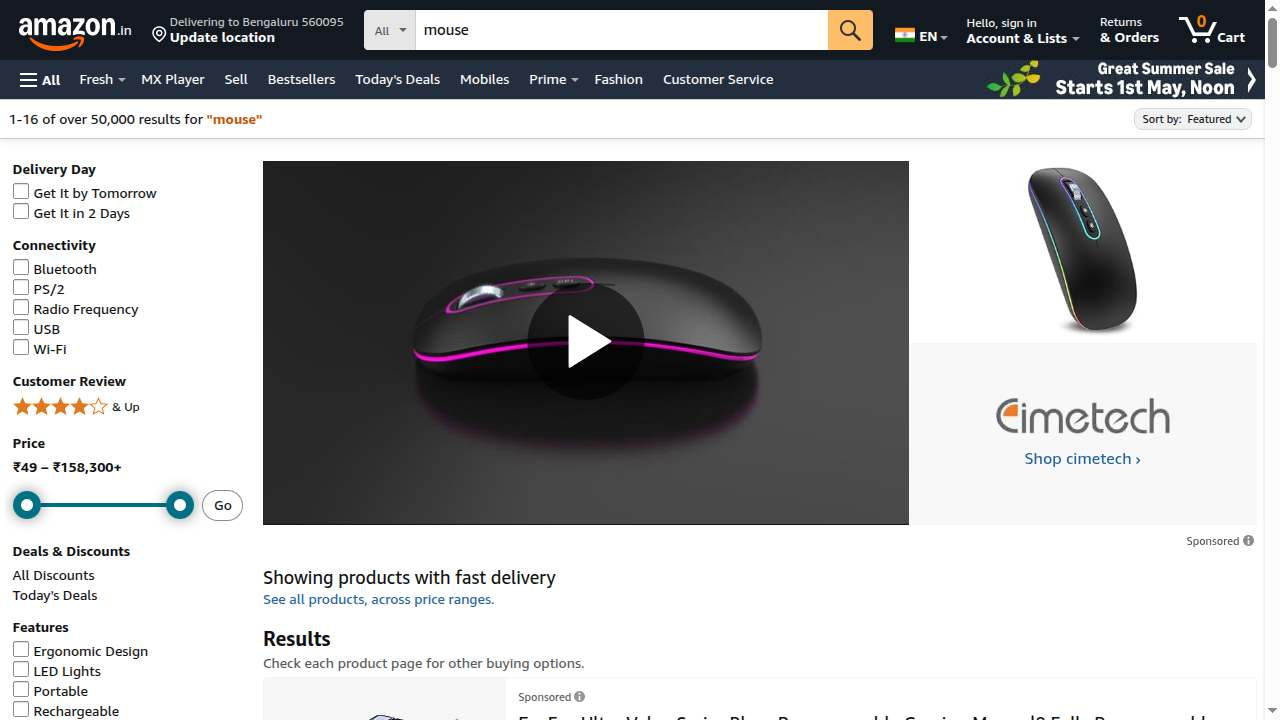 amazon.in
Delivering to Bengaluru 560095
Update location
All
mouse
EN
Hello, sign in
Account & Lists
Returns
& Orders
0
Cart
All
Fresh
MX Player
Sell
Bestsellers
Today's Deals
Mobiles
Prime
Fashion
Customer Service
Great Summer Sale
Starts 1st May, Noon
1-16 of over 50,000 results for "mouse"
Sort by: Featured
Delivery Day
Get It by Tomorrow
Get It in 2 Days
Connectivity
Bluetooth
PS/2
Radio Frequency
USB
Wi-Fi
Customer Review
& Up
Price
₹49 – ₹158,300+
Go
Deals & Discounts
All Discounts
Today's Deals
Features
Ergonomic Design
LED Lights
Portable
Rechargeable
Cimetech
Shop cimetech ›
Sponsored
Showing products with fast delivery
See all products, across price ranges.
Results
Check each product page for other buying options.
Sponsored